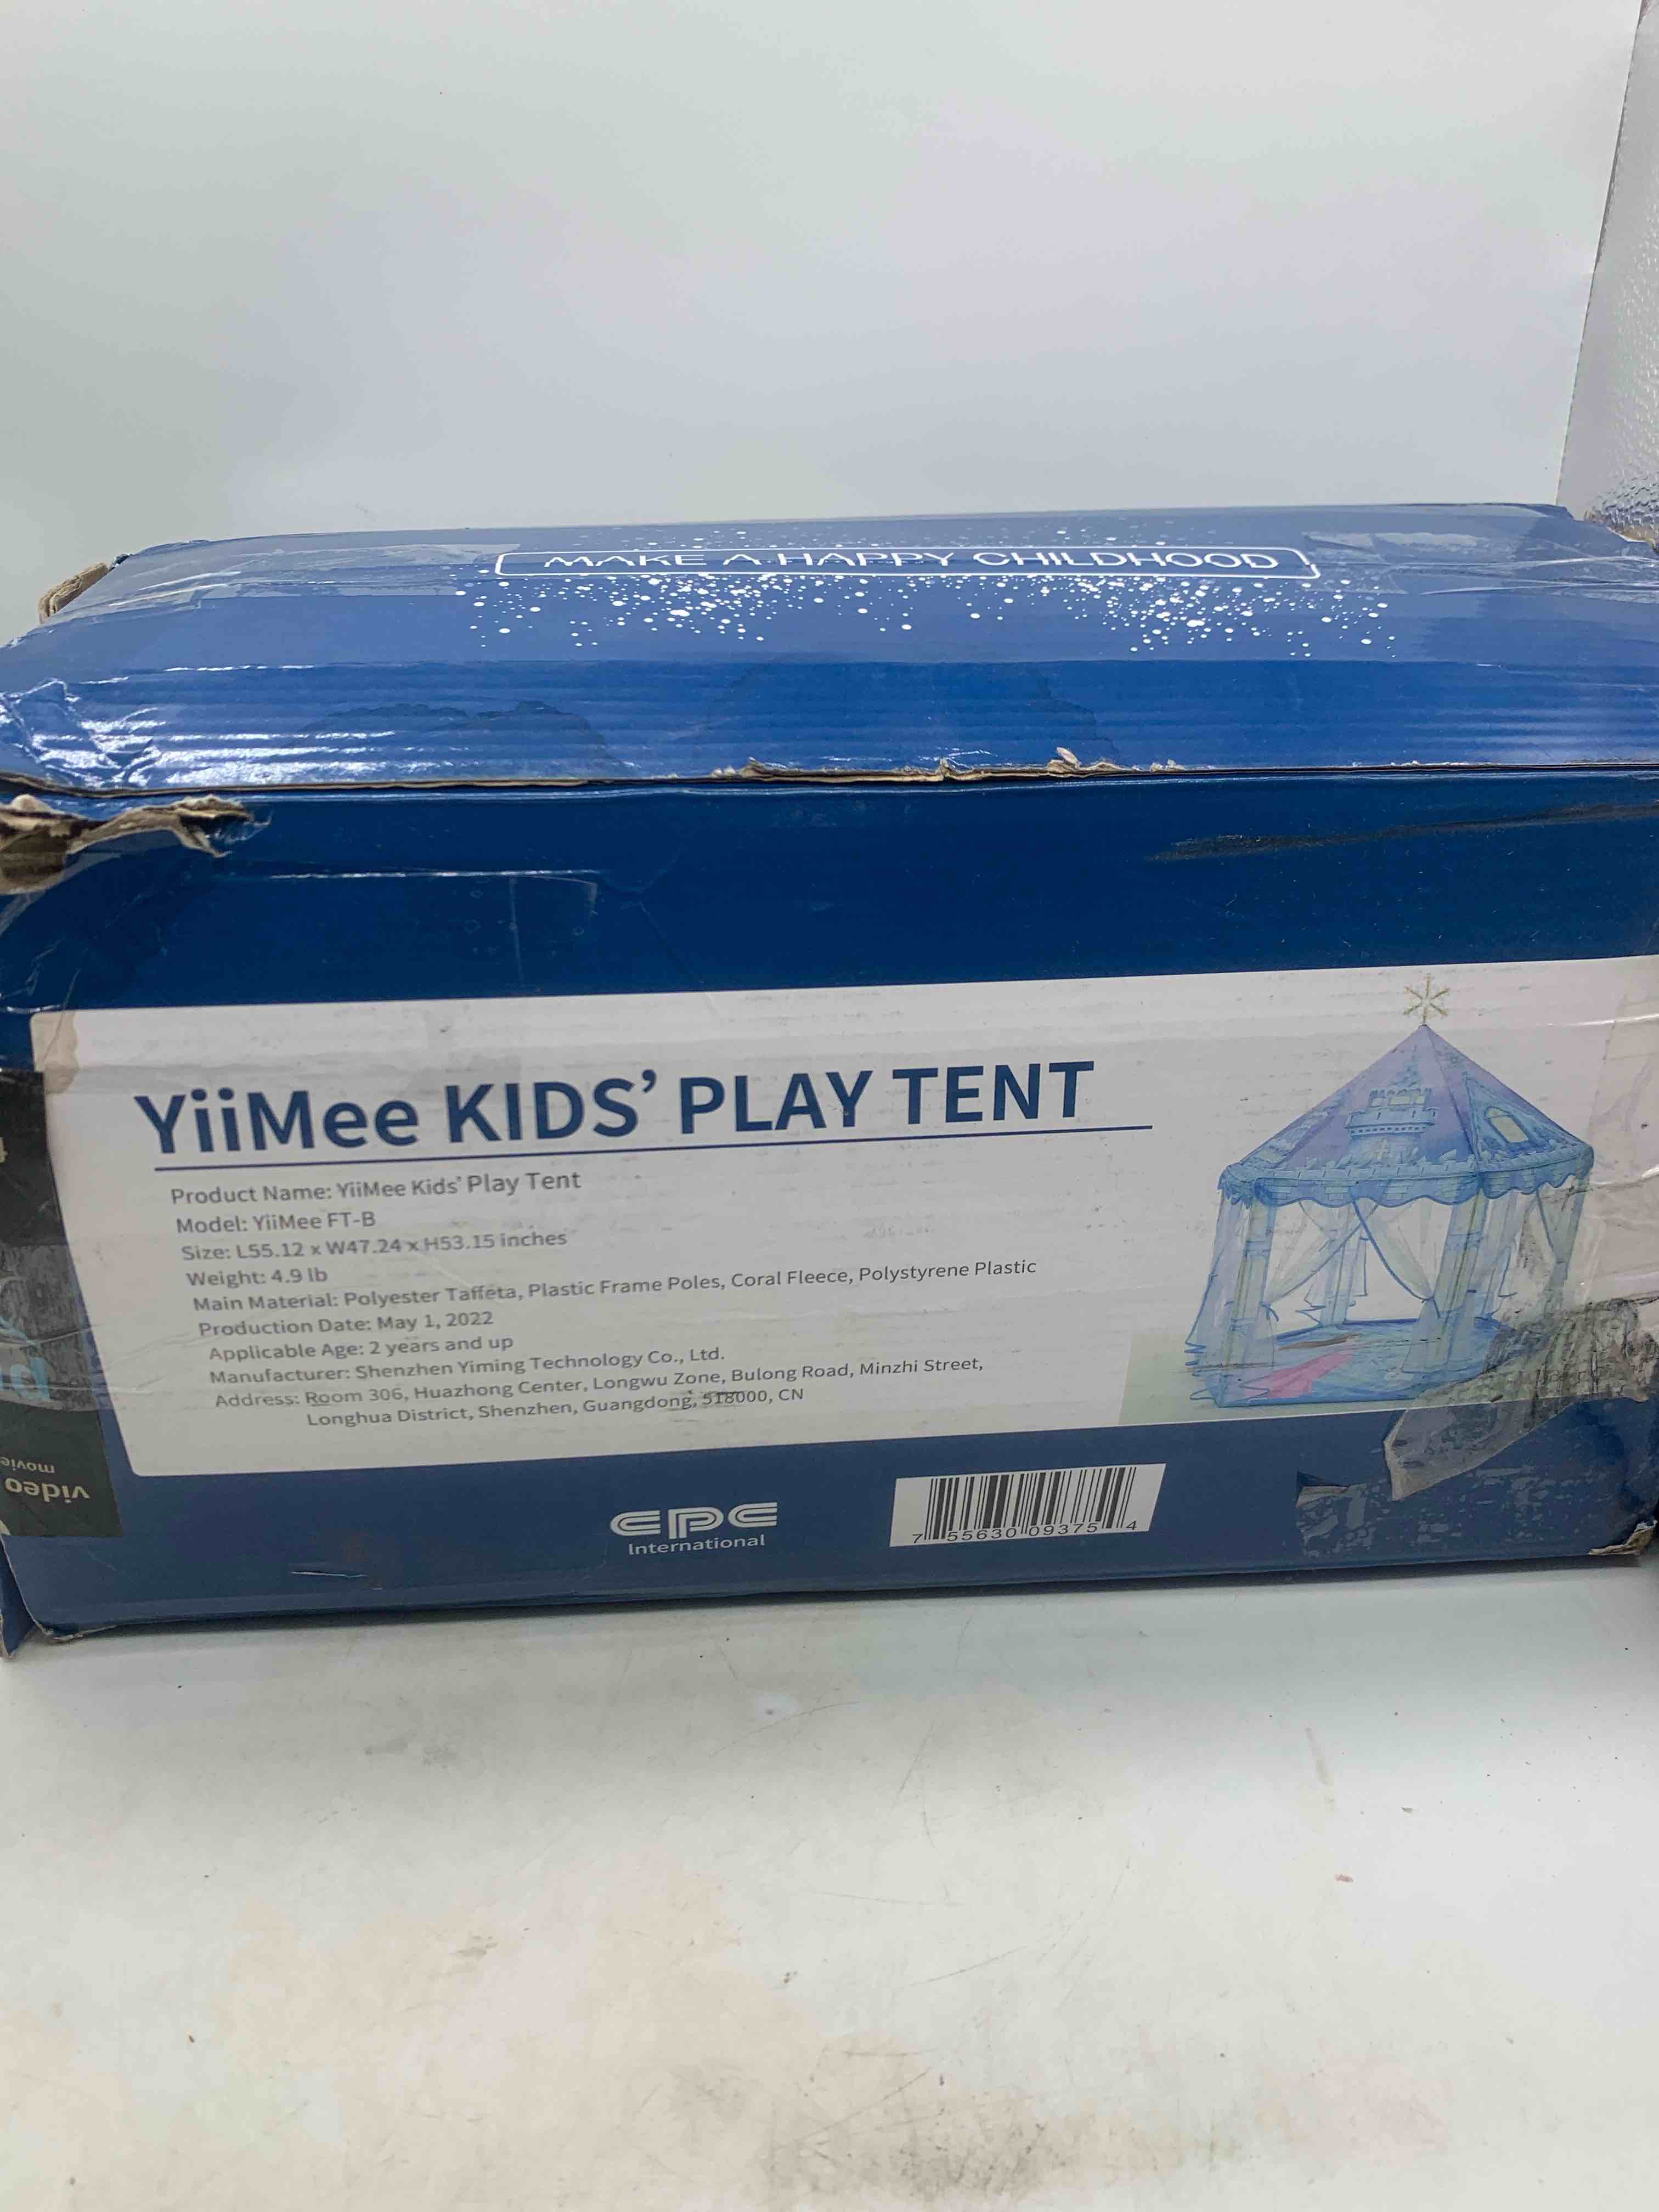 MAKE A HAPPY CHILDHOOD
YiiMee KIDS’ PLAY TENT
Product Name: YiiMee Kids’ Play Tent
Model: YiiMee FT-B
Size: L55.12 x W47.24 x H53.15 inches
Weight: 4.9 lb
Main Material: Polyester Taffeta, Plastic Frame Poles, Coral Fleece, Polystyrene Plastic
Production Date: May 1, 2022
Applicable Age: 2 years and up
Manufacturer: Shenzhen Yiming Technology Co., Ltd.
Address: Room 306, Huazhong Center, Longwu Zone, Bulong Road, Minzhi Street,
Longhua District, Shenzhen, Guangdong, 518000, CN
video
movie
CPC
International
7 55630 09375 4